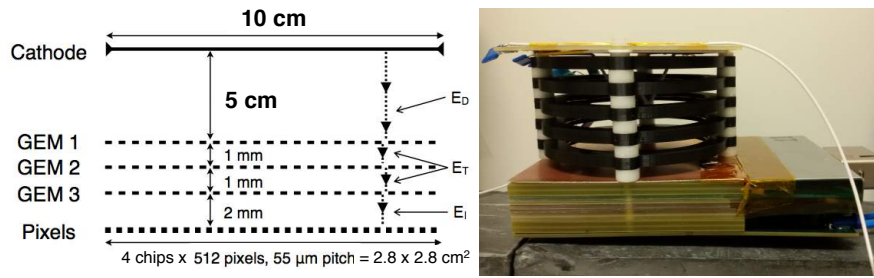 10 cm
Cathode
5 cm
E_D
GEM 1
1 mm
GEM 2
E_T
1 mm
GEM 3
2 mm
E_I
Pixels
4 chips x 512 pixels, 55 µm pitch = 2.8 x 2.8 cm²